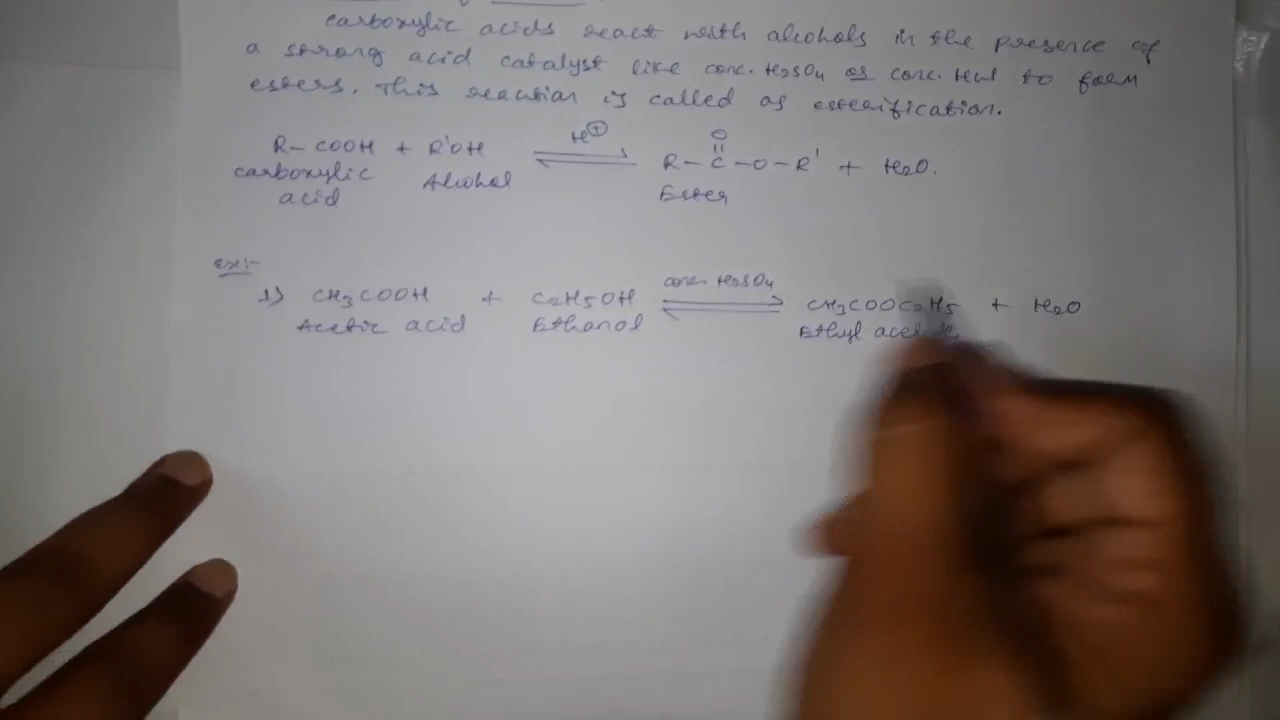 carboxylic acids react with alcohols in the presence of
a strong acid catalyst like conc. H2SO4 or conc. HCl to form
esters. This reaction is called as esterification.
H⊕
O
R-COOH + R'OH ⇌ R-C-O-R' + H2O.
carboxylic Alcohol Ester
acid
Ex:-
conc. H2SO4
1) CH3COOH + C2H5OH ⇌ CH3COOC2H5 + H2O
Acetic acid Ethanol Ethyl acetate